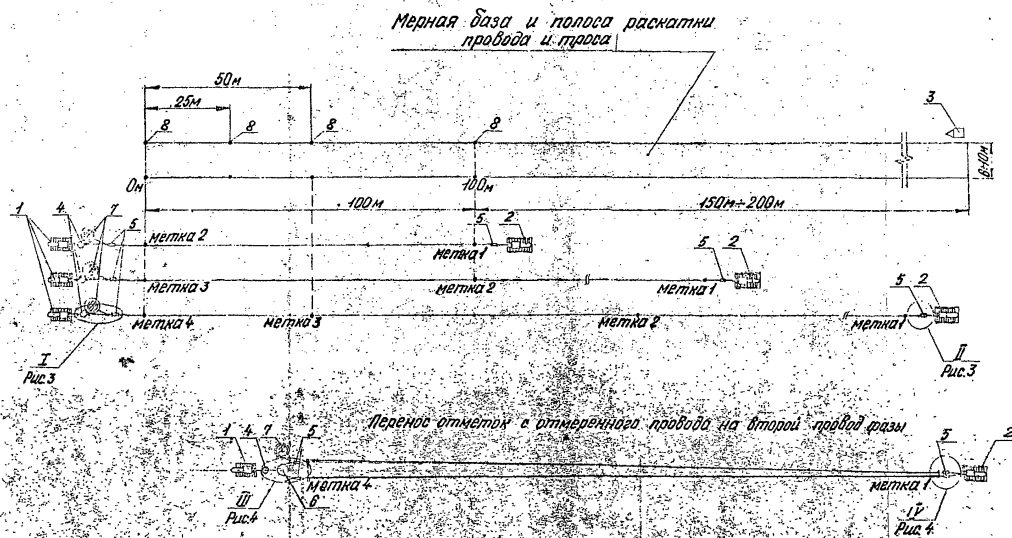 Мерная база и полоса раскатки
провода и троса
50м
25м
8 8 8 8
3
В=10м
0м 100м
100м 150м÷200м
1 4 7 5 5 2
метка 2 метка 1
5 2
метка 3 метка 2 метка 1
5 2
метка 4 метка 3 метка 2 метка 1
I
Рис.3
II
Рис.3
Перенос отметок с отмеренного провода на второй провод фазы
1 4 7 5 5 2
метка 4 метка 1
III
Рис.4
6
IV
Рис.4